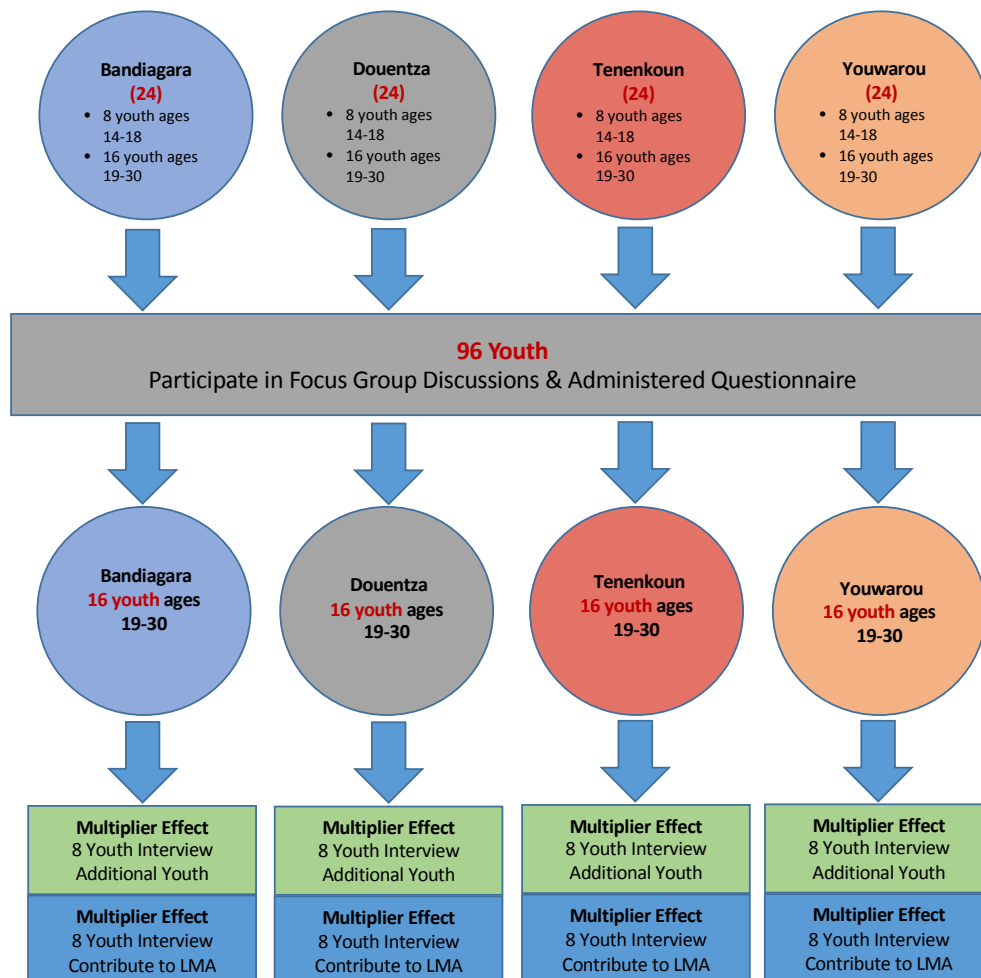 Bandiagara
(24)
• 8 youth ages
14-18
• 16 youth ages
19-30
Douentza
(24)
• 8 youth ages
14-18
• 16 youth ages
19-30
Tenenkoun
(24)
• 8 youth ages
14-18
• 16 youth ages
19-30
Youwarou
(24)
• 8 youth ages
14-18
• 16 youth ages
19-30
96 Youth
Participate in Focus Group Discussions & Administered Questionnaire
Bandiagara
16 youth ages
19-30
Douentza
16 youth ages
19-30
Tenenkoun
16 youth ages
19-30
Youwarou
16 youth ages
19-30
Multiplier Effect
8 Youth Interview
Additional Youth
Multiplier Effect
8 Youth Interview
Additional Youth
Multiplier Effect
8 Youth Interview
Additional Youth
Multiplier Effect
8 Youth Interview
Additional Youth
Multiplier Effect
8 Youth Interview
Contribute to LMA
Multiplier Effect
8 Youth Interview
Contribute to LMA
Multiplier Effect
8 Youth Interview
Contribute to LMA
Multiplier Effect
8 Youth Interview
Contribute to LMA